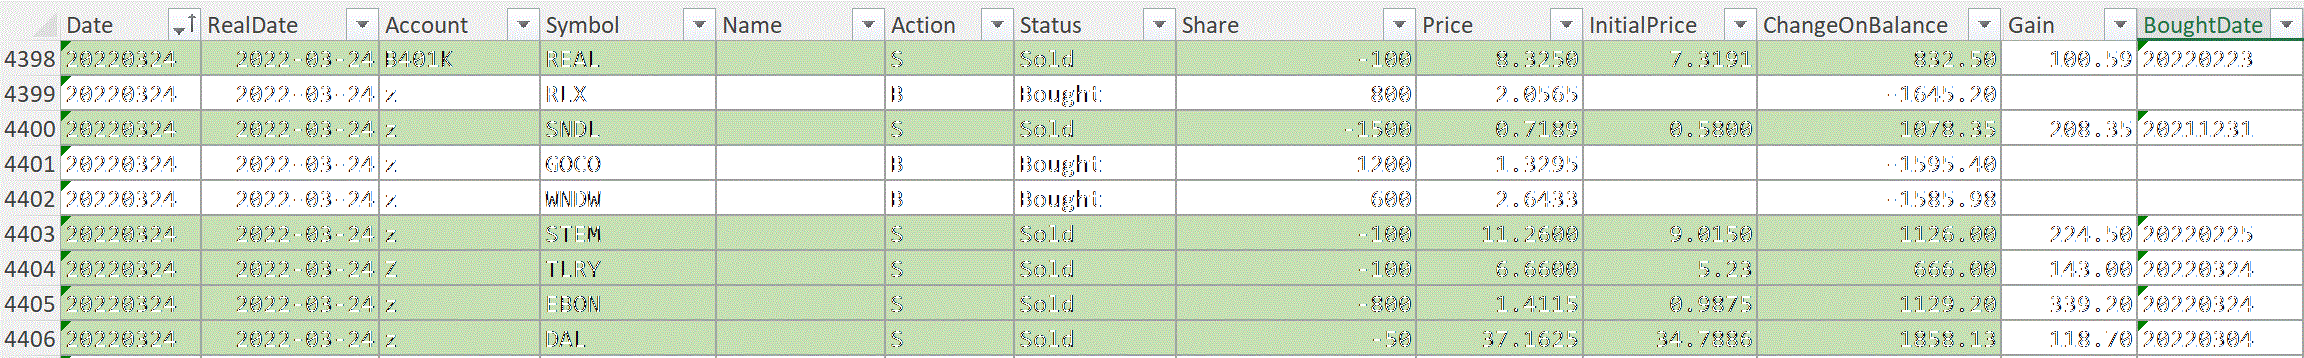 Date RealDate Account Symbol Name Action Status Share Price InitialPrice ChangeOnBalance Gain BoughtDate
4398 20220324 2022-03-24 B401K REAL S Sold -100 8.3250 7.3191 832.50 100.59 20220223
4399 20220324 2022-03-24 z RLX B Bought 800 2.0565 -1645.20
4400 20220324 2022-03-24 z SNDL S Sold -1500 0.7189 0.5800 1078.35 208.35 20211231
4401 20220324 2022-03-24 z GOCO B Bought 1200 1.3295 -1595.40
4402 20220324 2022-03-24 z WNDW B Bought 600 2.6433 -1585.98
4403 20220324 2022-03-24 z STEM S Sold -100 11.2600 9.0150 1126.00 224.50 20220225
4404 20220324 2022-03-24 Z TLRY S Sold -100 6.6600 5.23 666.00 143.00 20220324
4405 20220324 2022-03-24 z EBON S Sold -800 1.4115 0.9875 1129.20 339.20 20220324
4406 20220324 2022-03-24 z DAL S Sold -50 37.1625 34.7886 1858.13 118.70 20220304